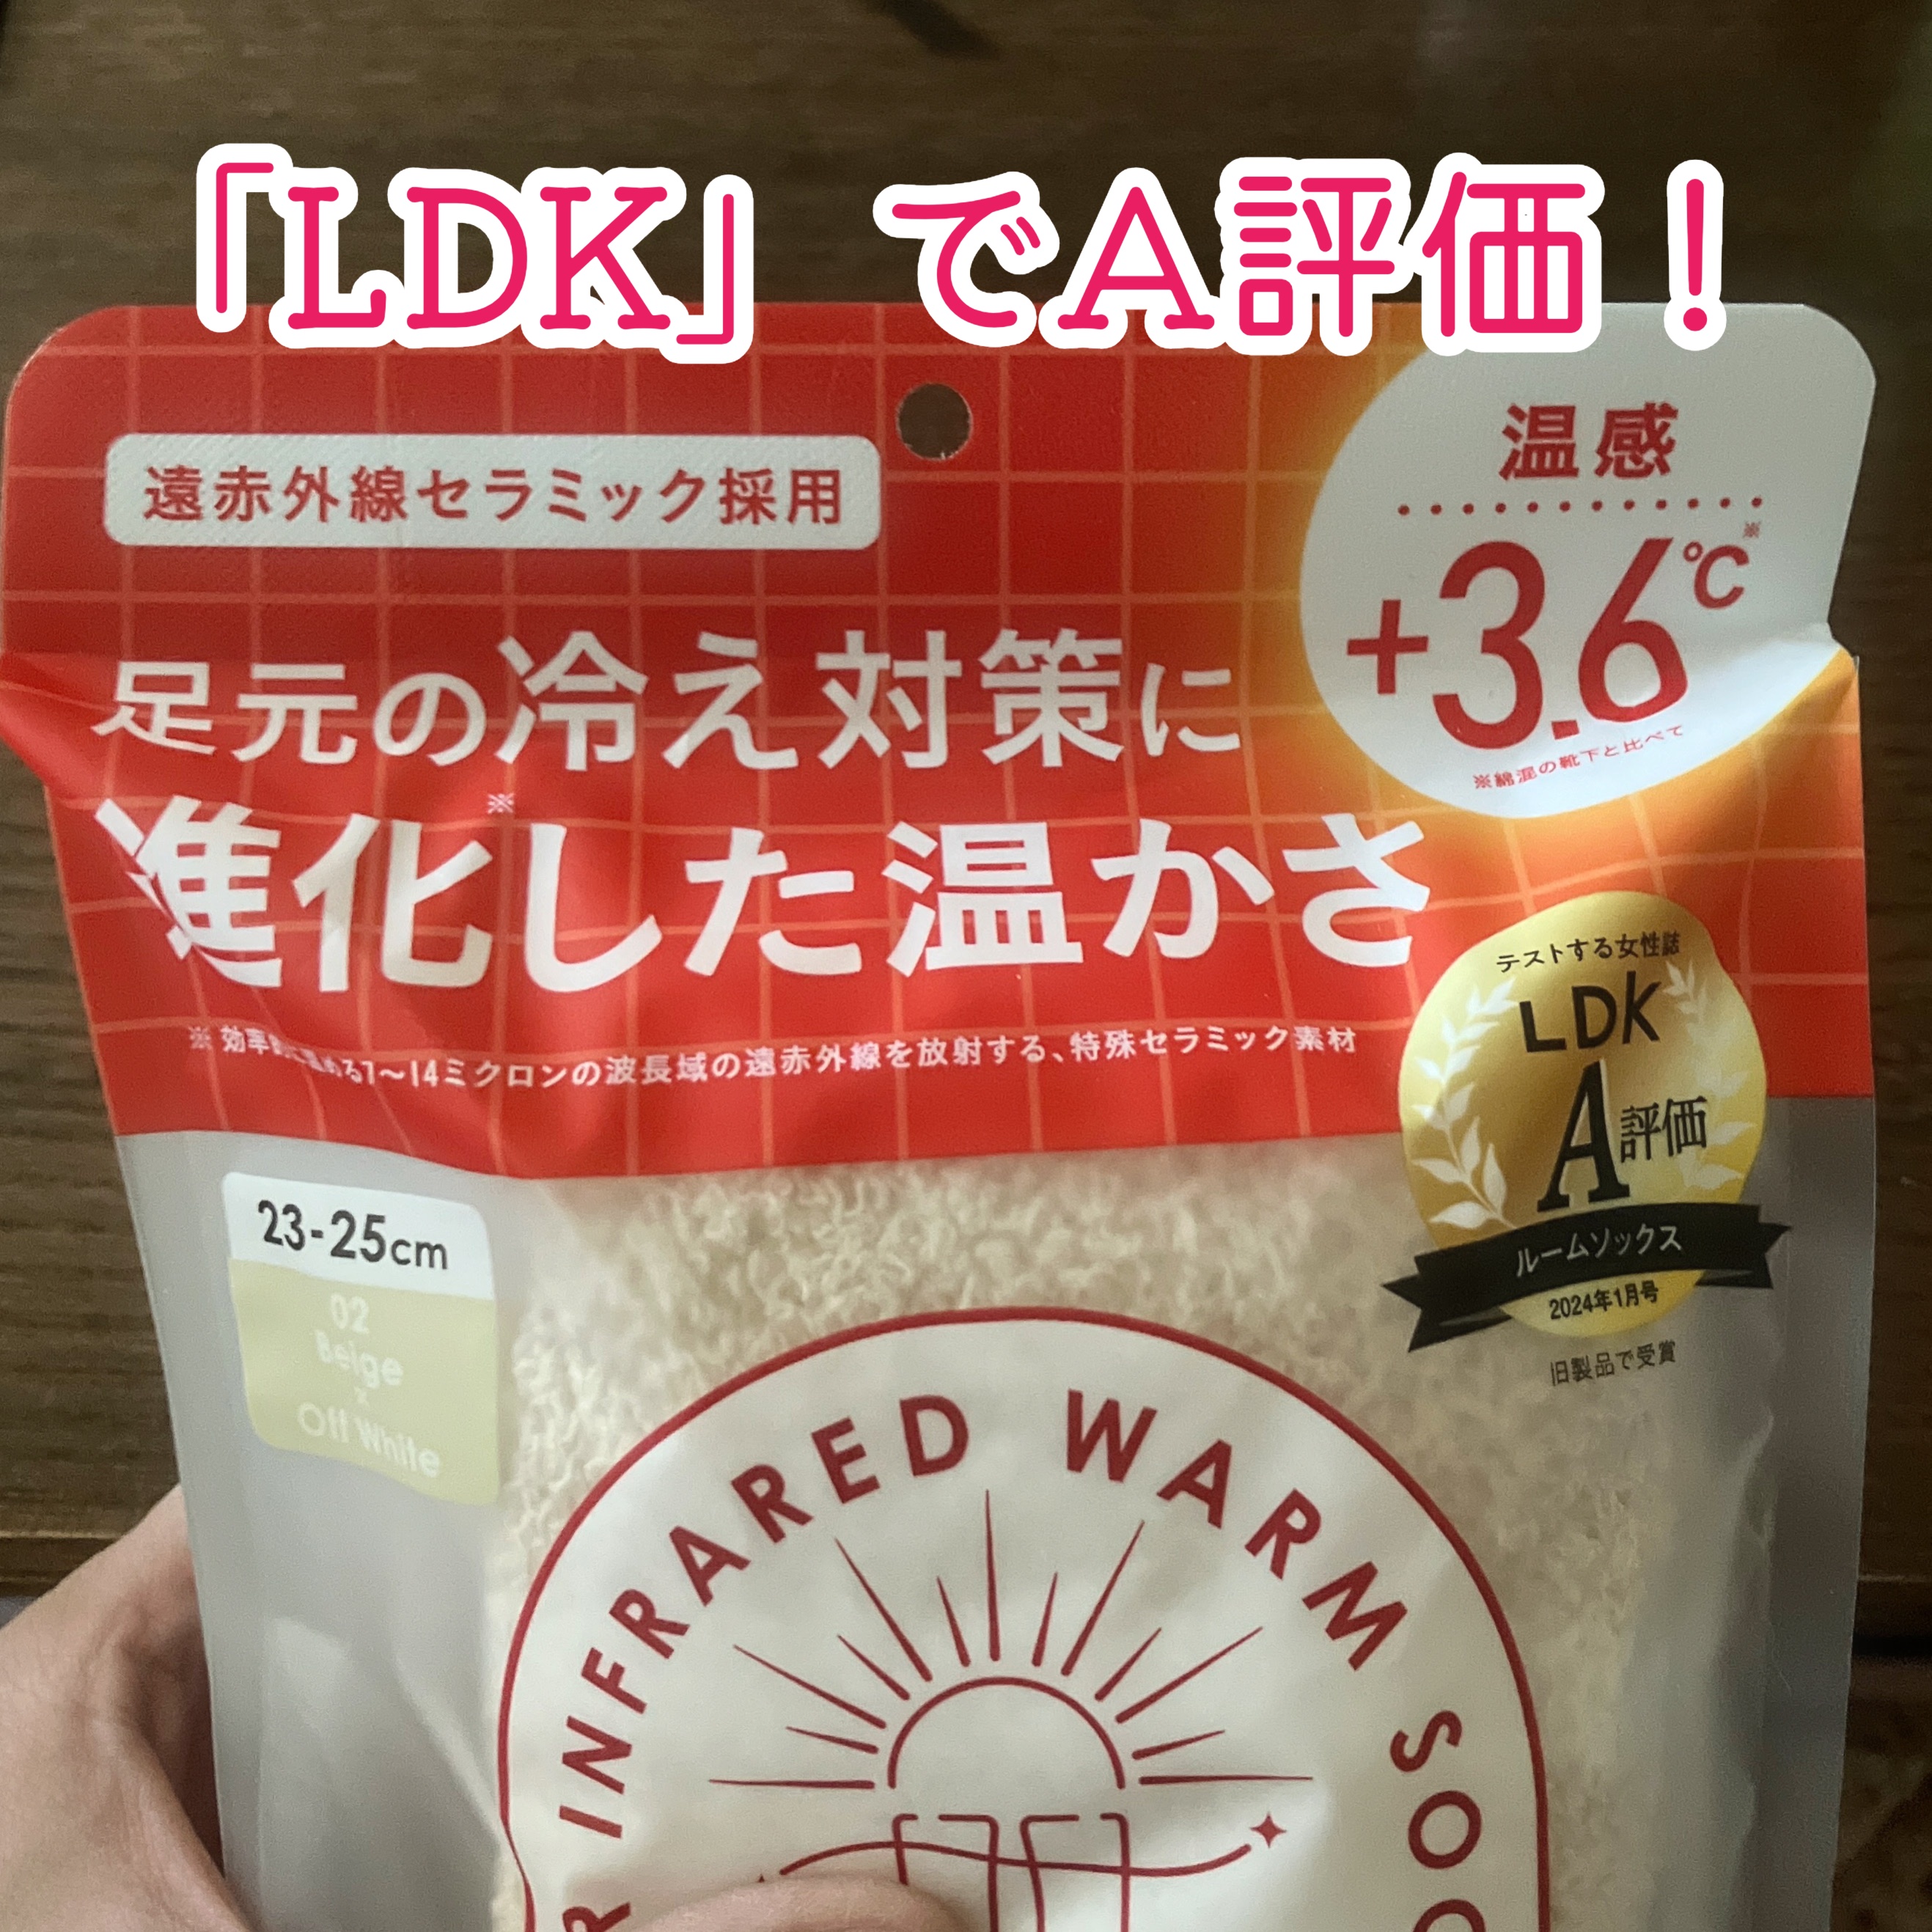 「LDK」でA評価！
遠赤外線セラミック採用
温感
+3.6℃※
※綿混の靴下と比べて
足元の冷え対策に
進化した温かさ
※
※効率的に温める7〜14ミクロンの波長域の遠赤外線を放射する、特殊セラミック素材
テストする女性誌
LDK
A評価
ルームソックス
2024年1月号
旧製品で受賞
23-25cm
02
Beige
×
Off White
INFRARED WARM